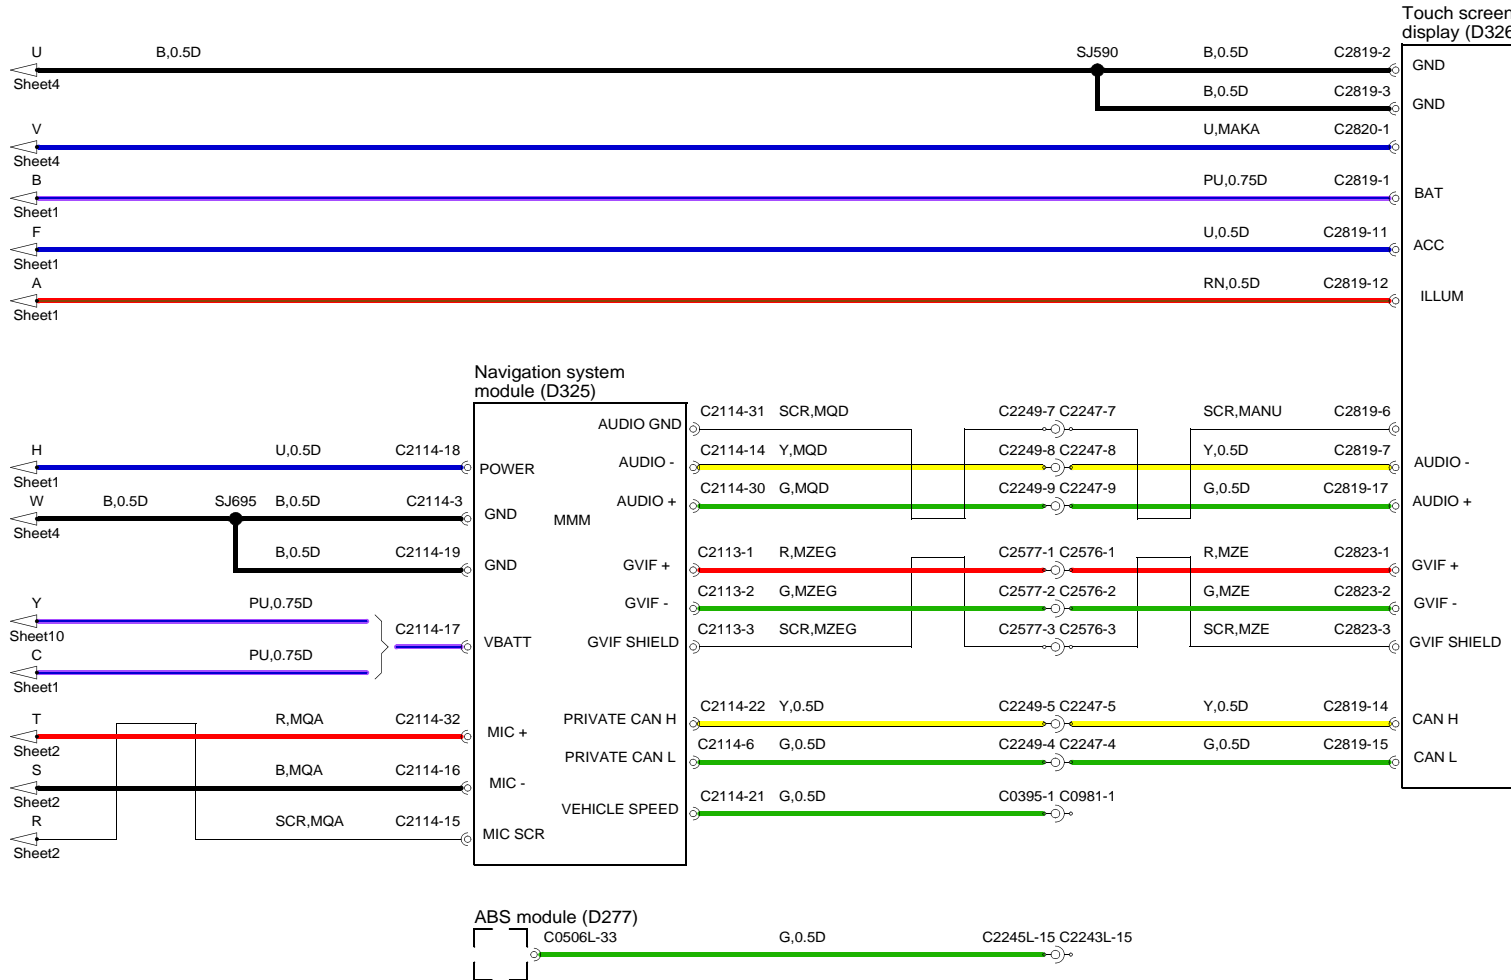 Touch screen
display (D326
U B,0.5D SJ590 B,0.5D C2819-2 GND
Sheet4
B,0.5D C2819-3 GND
V U,MAKA C2820-1
Sheet4
B PU,0.75D C2819-1 BAT
Sheet1
F U,0.5D C2819-11 ACC
Sheet1
A RN,0.5D C2819-12 ILLUM
Sheet1
Navigation system
module (D325)
AUDIO GND C2114-31 SCR,MQD C2249-7 C2247-7 SCR,MANU C2819-6
H U,0.5D C2114-18 POWER AUDIO - C2114-14 Y,MQD C2249-8 C2247-8 Y,0.5D C2819-7 AUDIO -
Sheet1
W B,0.5D SJ695 B,0.5D C2114-3 GND MMM AUDIO + C2114-30 G,MQD C2249-9 C2247-9 G,0.5D C2819-17 AUDIO +
Sheet4
B,0.5D C2114-19 GND GVIF + C2113-1 R,MZEG C2577-1 C2576-1 R,MZE C2823-1 GVIF +
Y PU,0.75D GVIF - C2113-2 G,MZEG C2577-2 C2576-2 G,MZE C2823-2 GVIF -
Sheet10
C2114-17 VBATT GVIF SHIELD C2113-3 SCR,MZEG C2577-3 C2576-3 SCR,MZE C2823-3 GVIF SHIELD
C PU,0.75D
Sheet1
T R,MQA C2114-32 MIC + PRIVATE CAN H C2114-22 Y,0.5D C2249-5 C2247-5 Y,0.5D C2819-14 CAN H
Sheet2
S B,MQA C2114-16 MIC - PRIVATE CAN L C2114-6 G,0.5D C2249-4 C2247-4 G,0.5D C2819-15 CAN L
Sheet2
R SCR,MQA C2114-15 MIC SCR VEHICLE SPEED C2114-21 G,0.5D C0395-1 C0981-1
Sheet2
ABS module (D277)
C0506L-33 G,0.5D C2245L-15 C2243L-15